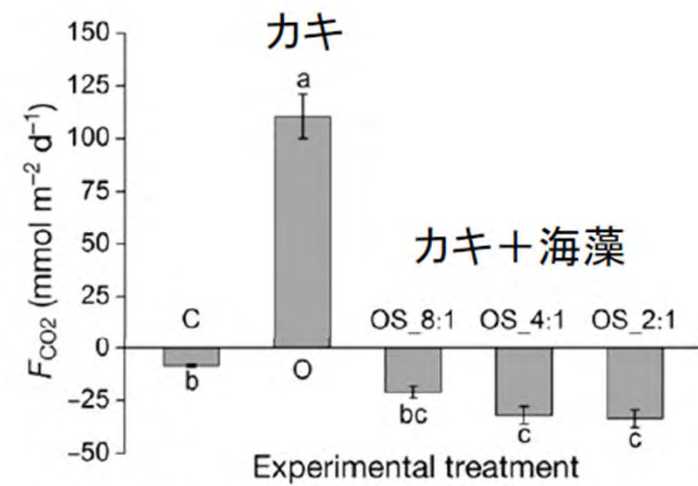 カキ
カキ＋海藻
F_CO2 (mmol m⁻² d⁻¹)
150
125
100
75
50
25
0
−25
−50
a
C
b
O
OS_8:1
OS_4:1
OS_2:1
bc
c
c
Experimental treatment